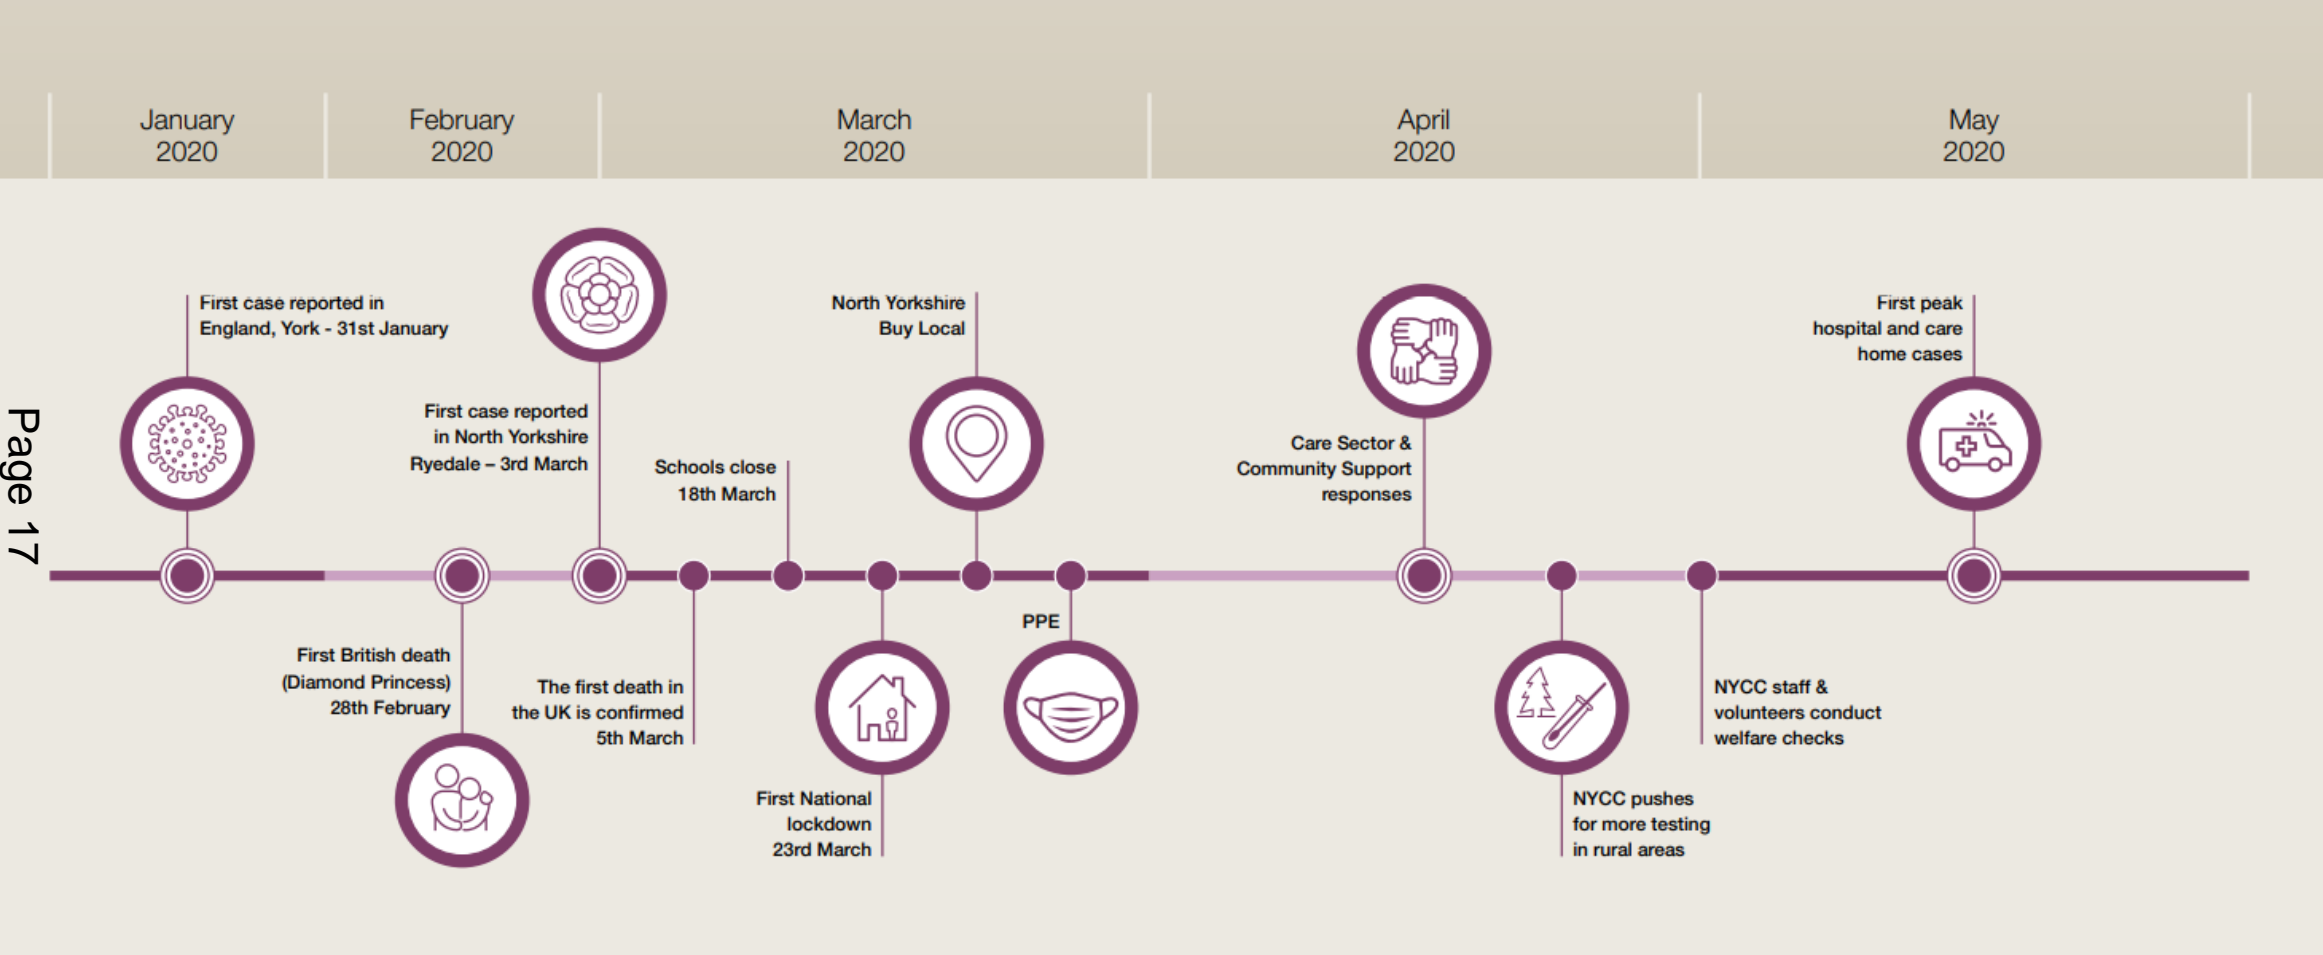 January
2020
February
2020
March
2020
April
2020
May
2020
First case reported in
England, York - 31st January
First case reported
in North Yorkshire
Ryedale – 3rd March
Schools close
18th March
North Yorkshire
Buy Local
Care Sector &
Community Support
responses
First peak
hospital and care
home cases
First British death
(Diamond Princess)
28th February
The first death in
the UK is confirmed
5th March
First National
lockdown
23rd March
PPE
NYCC pushes
for more testing
in rural areas
NYCC staff &
volunteers conduct
welfare checks
Page 17